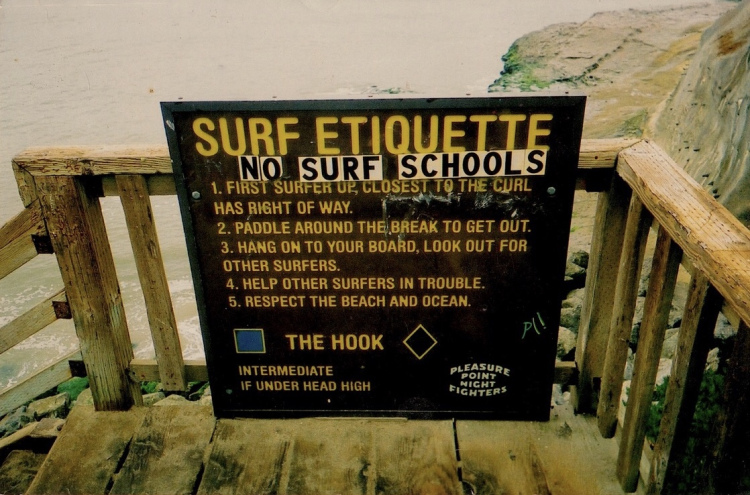 SURF ETIQUETTE
NO SURF SCHOOLS
1. FIRST SURFER UP, CLOSEST TO THE CURL
HAS RIGHT OF WAY.
2. PADDLE AROUND THE BREAK TO GET OUT.
3. HANG ON TO YOUR BOARD, LOOK OUT FOR
OTHER SURFERS.
4. HELP OTHER SURFERS IN TROUBLE.
5. RESPECT THE BEACH AND OCEAN.
THE HOOK
INTERMEDIATE
IF UNDER HEAD HIGH
PLEASURE
POINT
NIGHT
FIGHTERS